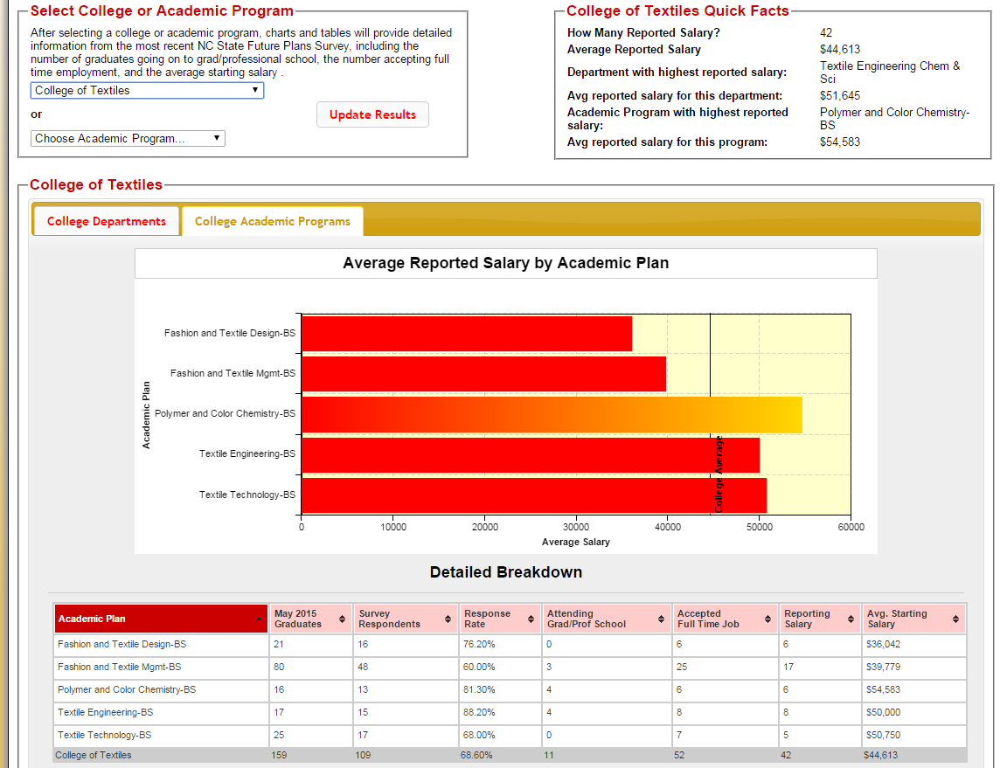 Select College or Academic Program
After selecting a college or academic program, charts and tables will provide detailed
information from the most recent NC State Future Plans Survey, including the
number of graduates going on to grad/professional school, the number accepting full
time employment, and the average starting salary .
College of Textiles
or
Update Results
Choose Academic Program...
College of Textiles Quick Facts
How Many Reported Salary? 42
Average Reported Salary $44,613
Department with highest reported salary: Textile Engineering Chem &
Sci
Avg reported salary for this department: $51,645
Academic Program with highest reported Polymer and Color Chemistry-
salary: BS
Avg reported salary for this program: $54,583
College of Textiles
College Departments College Academic Programs
Average Reported Salary by Academic Plan
Academic Plan
Fashion and Textile Design-BS
Fashion and Textile Mgmt-BS
Polymer and Color Chemistry-BS
Textile Engineering-BS
Textile Technology-BS
College Average
0 10000 20000 30000 40000 50000 60000
Average Salary
Detailed Breakdown
Academic Plan May 2015 Survey Response Attending Accepted Reporting Avg. Starting
Graduates Respondents Rate Grad/Prof School Full Time Job Salary Salary
Fashion and Textile Design-BS 21 16 76.20% 0 6 6 $36,042
Fashion and Textile Mgmt-BS 80 48 60.00% 3 25 17 $39,779
Polymer and Color Chemistry-BS 16 13 81.30% 4 6 6 $54,583
Textile Engineering-BS 17 15 88.20% 4 8 8 $50,000
Textile Technology-BS 25 17 68.00% 0 7 5 $50,750
College of Textiles 159 109 68.60% 11 52 42 $44,613